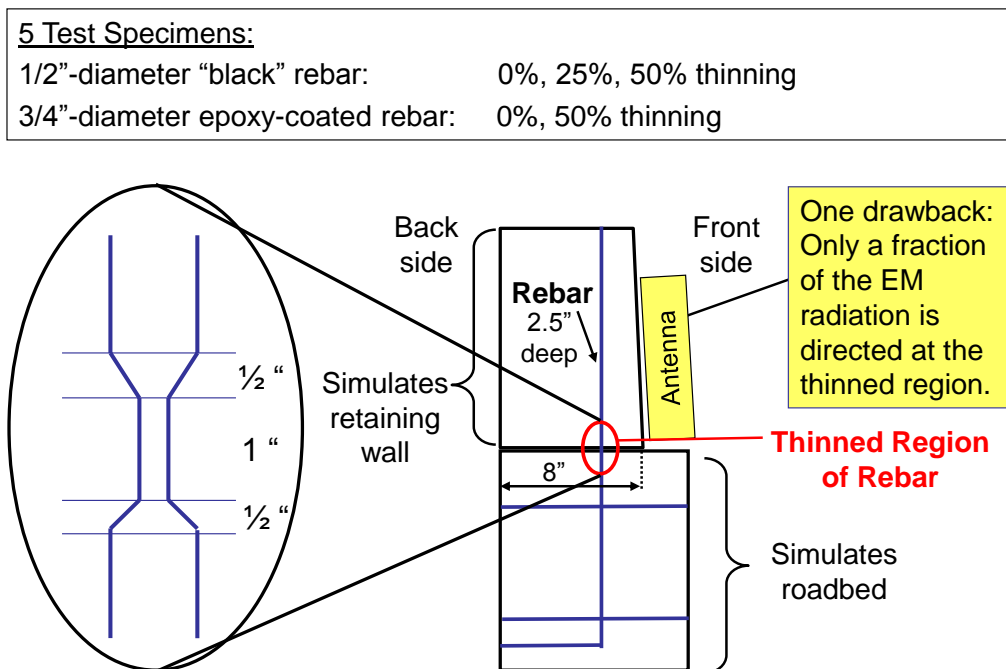 5 Test Specimens:
1/2”-diameter “black” rebar: 0%, 25%, 50% thinning
3/4”-diameter epoxy-coated rebar: 0%, 50% thinning
Back
side
Front
side
One drawback:
Only a fraction
of the EM
radiation is
directed at the
thinned region.
Rebar
2.5”
deep
Antenna
½ “
1 “
½ “
Simulates
retaining
wall
Thinned Region
of Rebar
8”
Simulates
roadbed